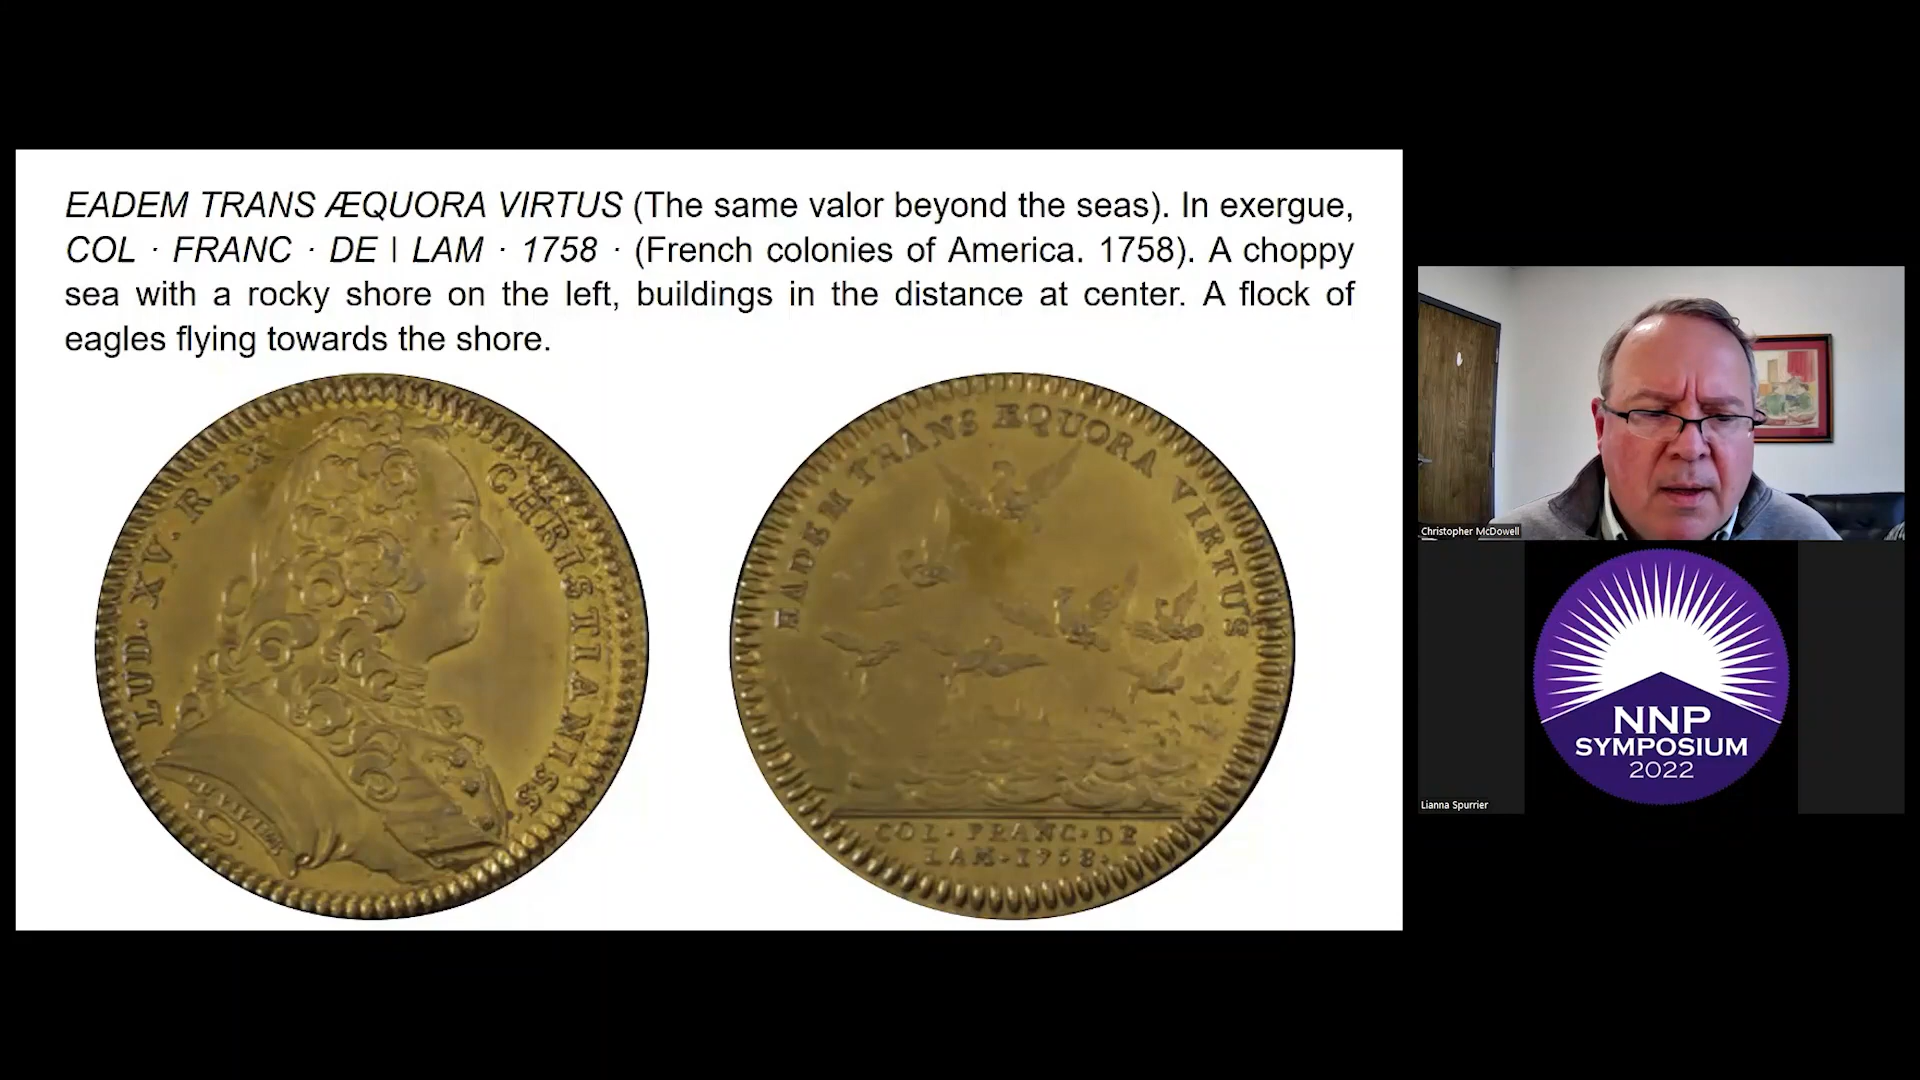 EADEM TRANS ÆQUORA VIRTUS (The same valor beyond the seas). In exergue,
COL · FRANC · DE | LAM · 1758 · (French colonies of America. 1758). A choppy
sea with a rocky shore on the left, buildings in the distance at center. A flock of
eagles flying towards the shore.
LUD. XV. REX CHRISTIANISS
EADEM TRANS ÆQUORA VIRTUS
COL·FRANC·DE
LAM·1758·
Christopher McDowell
NNP
SYMPOSIUM
2022
Lianna Spurrier